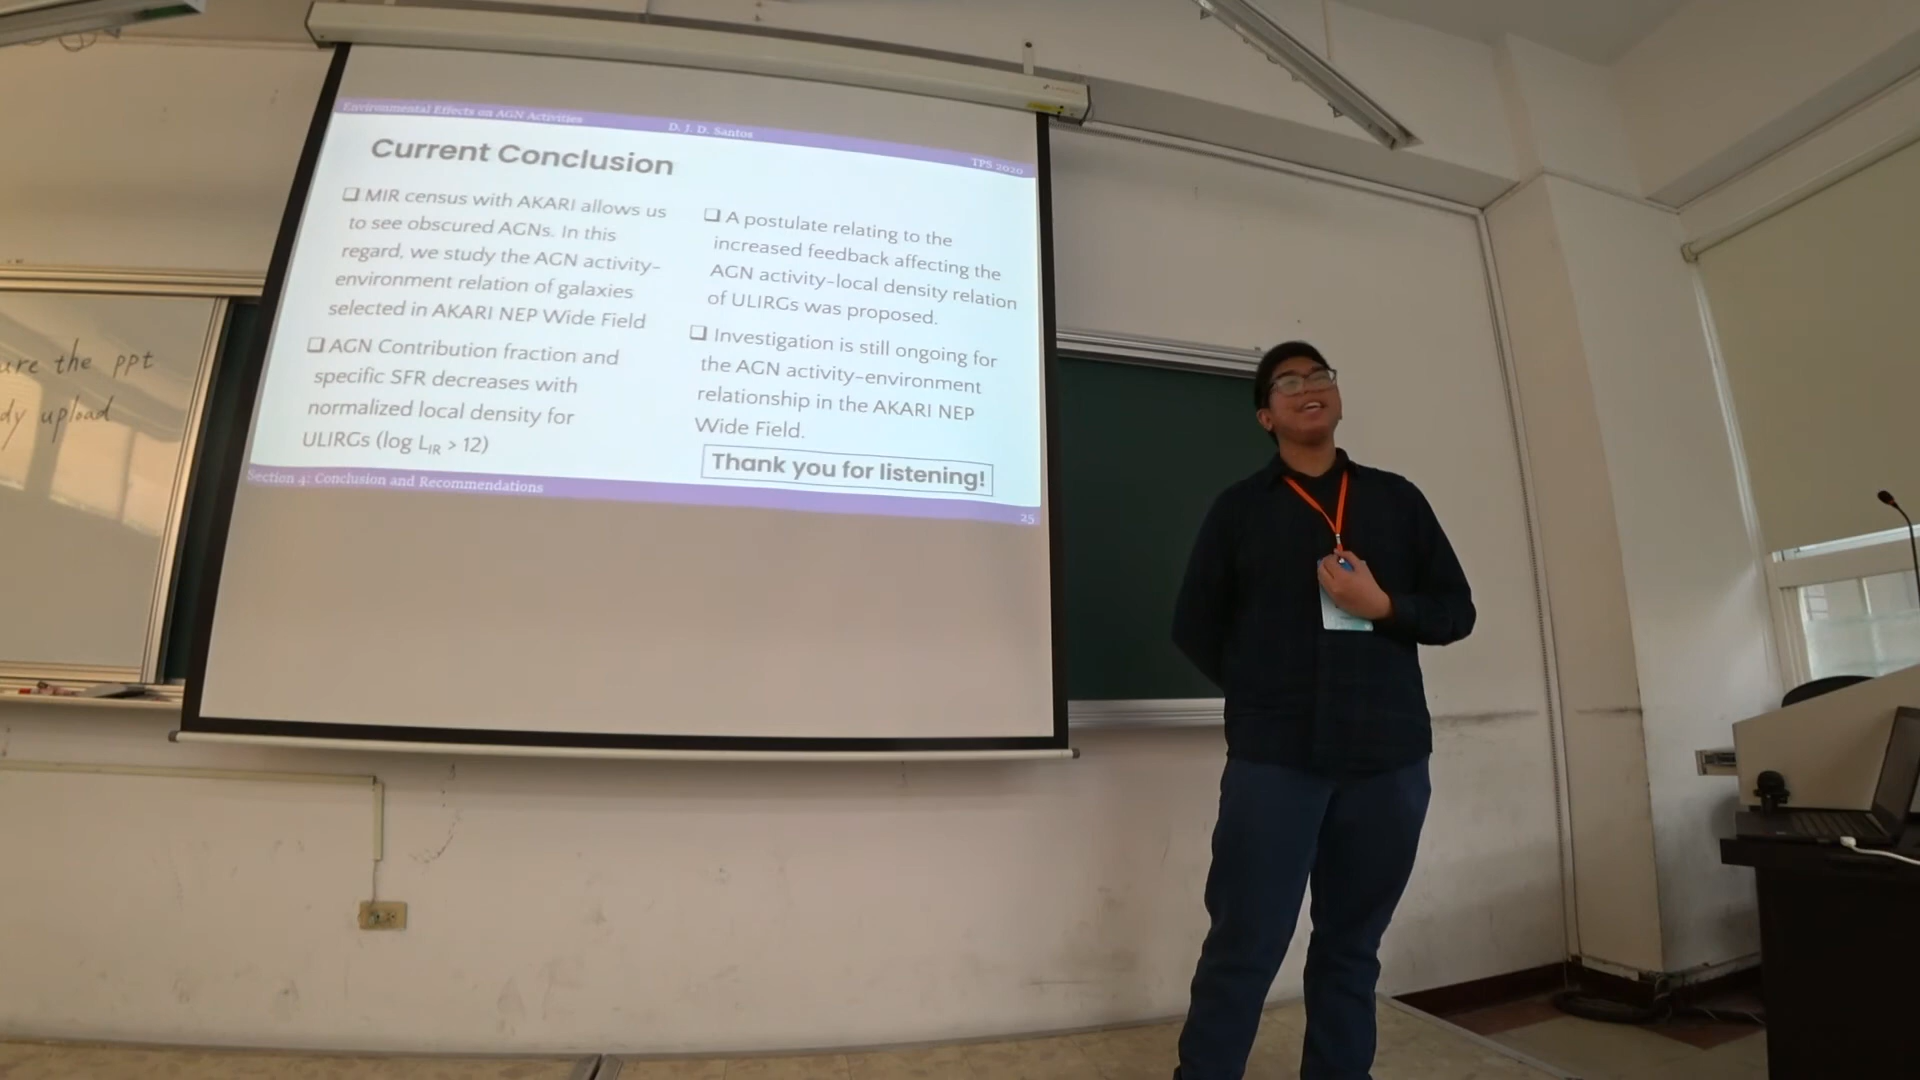 Environmental Effects on AGN Activities
D. J. D. Santos
TPS 2020
Current Conclusion
❑ MIR census with AKARI allows us
to see obscured AGNs. In this
regard, we study the AGN activity-
environment relation of galaxies
selected in AKARI NEP Wide Field
❑ AGN Contribution fraction and
specific SFR decreases with
normalized local density for
ULIRGs (log LIR > 12)
❑ A postulate relating to the
increased feedback affecting the
AGN activity-local density relation
of ULIRGs was proposed.
❑ Investigation is still ongoing for
the AGN activity-environment
relationship in the AKARI NEP
Wide Field.
Thank you for listening!
Section 4: Conclusion and Recommendations
25
the ppt
upload